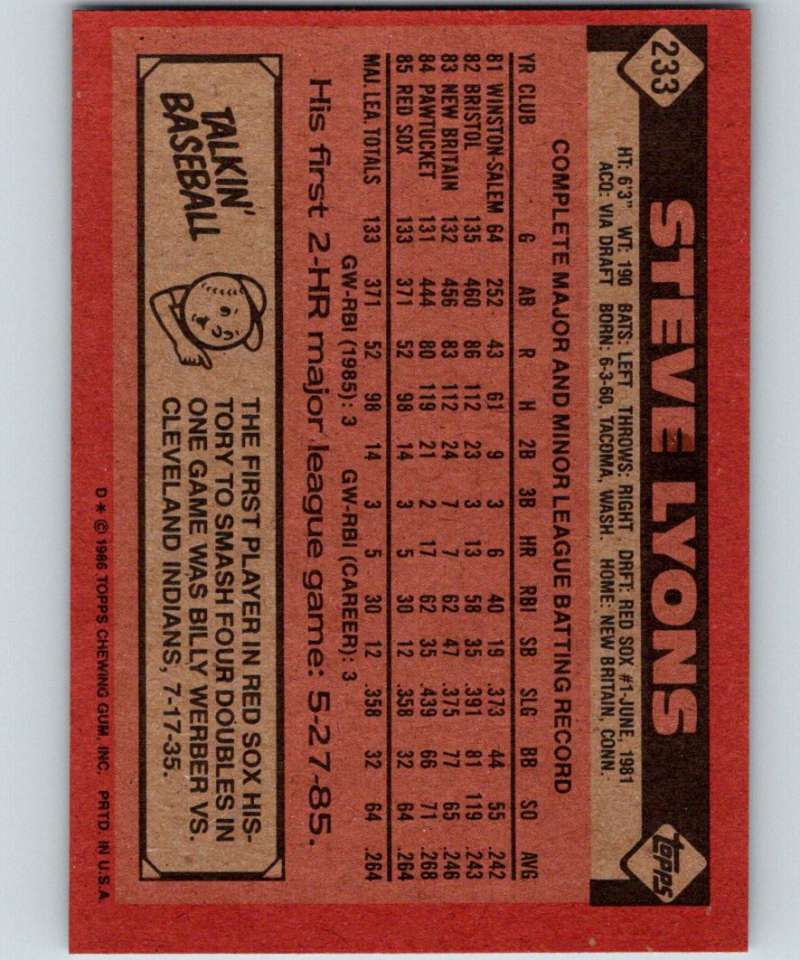 233
STEVE LYONS
topps
HT: 6'3" WT: 190 BATS: LEFT THROWS: RIGHT DRFT: RED SOX #1-JUNE, 1981
ACQ: VIA DRAFT BORN: 6-3-60, TACOMA, WASH. HOME: NEW BRITAIN, CONN.
COMPLETE MAJOR AND MINOR LEAGUE BATTING RECORD
YR CLUB G AB R H 2B 3B HR RBI SB SLG BB SO AVG
81 WINSTON-SALEM 64 252 43 61 9 3 6 40 19 .373 44 55 .242
82 BRISTOL 135 460 86 112 23 3 13 58 35 .391 81 119 .243
83 NEW BRITAIN 132 456 83 112 24 7 7 62 47 .375 77 65 .246
84 PAWTUCKET 131 444 80 119 21 2 17 62 35 .439 66 71 .268
85 RED SOX 133 371 52 98 14 3 5 30 12 .358 32 64 .264
MAJ. LEA. TOTALS 133 371 52 98 14 3 5 30 12 .358 32 64 .264
GW-RBI (1985): 3 GW-RBI (CAREER): 3
His first 2-HR major league game: 5-27-85.
TALKIN'
BASEBALL
THE FIRST PLAYER IN RED SOX HIS-
TORY TO SMASH FOUR DOUBLES IN
ONE GAME WAS BILLY WERBER VS.
CLEVELAND INDIANS, 7-17-35.
D * © 1986 TOPPS CHEWING GUM, INC. PRTD. IN U.S.A.